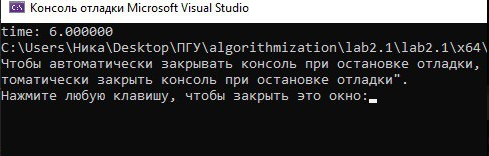 Консоль отладки Microsoft Visual Studio
time: 6.000000
C:\Users\Ника\Desktop\ПГУ\algorithmization\lab2.1\lab2.1\x64\
Чтобы автоматически закрывать консоль при остановке отладки,
томатически закрыть консоль при остановке отладки".
Нажмите любую клавишу, чтобы закрыть это окно: